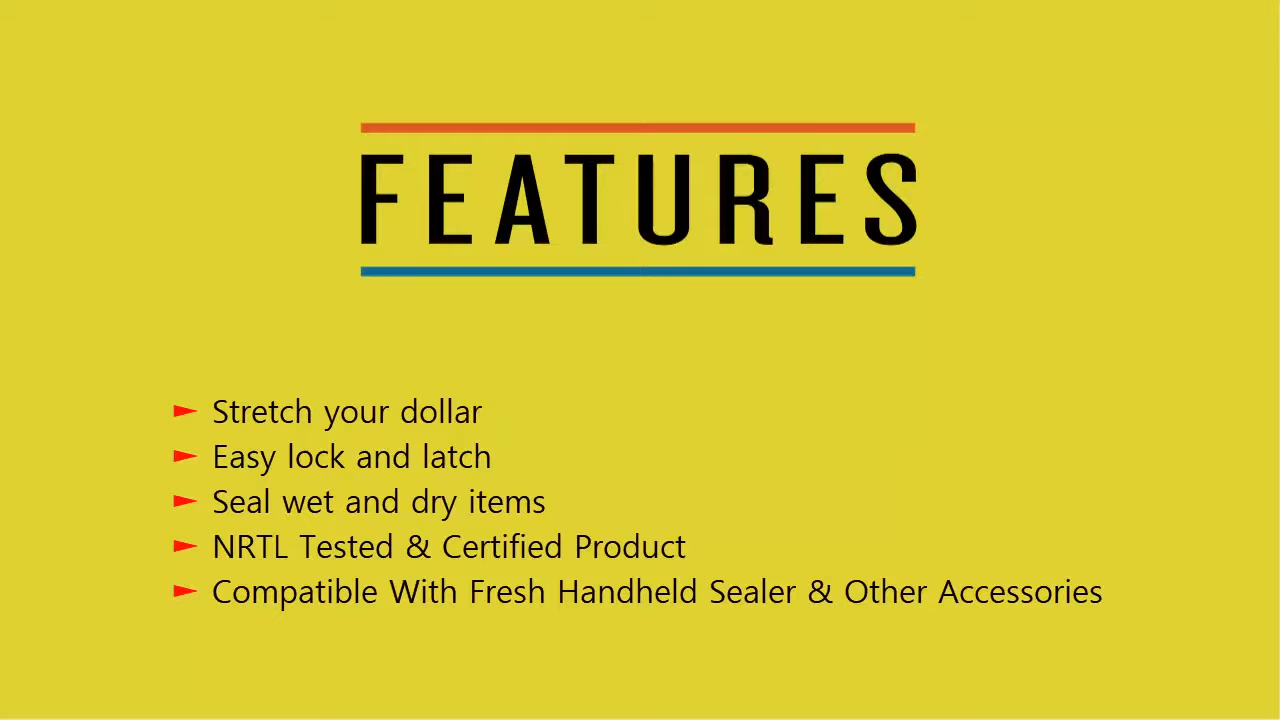 FEATURES
► Stretch your dollar
► Easy lock and latch
► Seal wet and dry items
► NRTL Tested & Certified Product
► Compatible With Fresh Handheld Sealer & Other Accessories